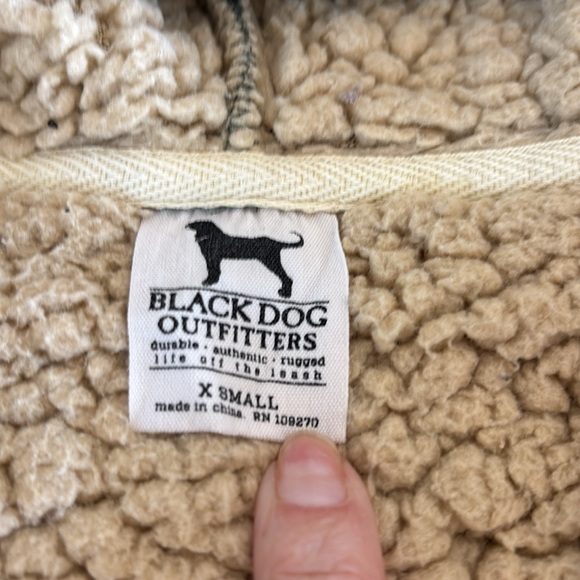 BLACK DOG
OUTFITTERS
durable · authentic · rugged
life off the leash
X SMALL
made in china. RN 109270